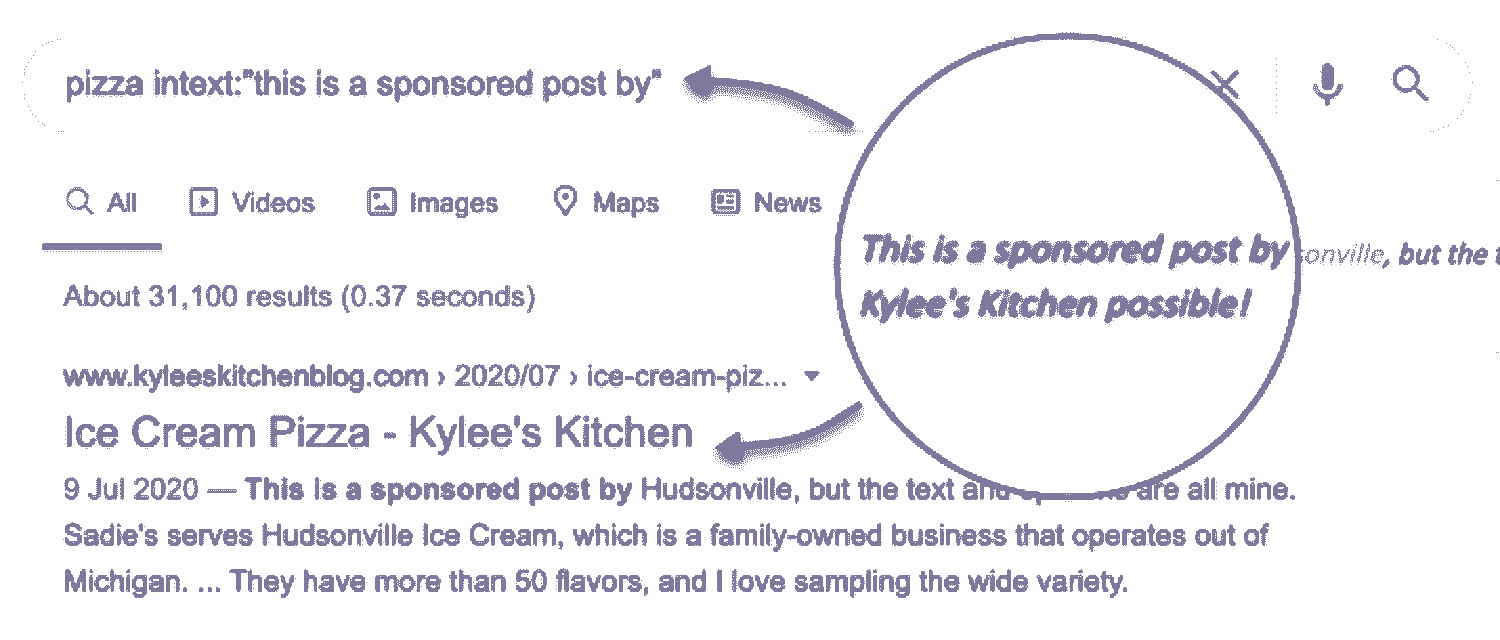 pizza intext:"this is a sponsored post by"
All Videos Images Maps News
About 31,100 results (0.37 seconds)
This is a sponsored post by
Kylee's Kitchen possible!
, but the
www.kyleeskitchenblog.com › 2020/07 › ice-cream-piz...
Ice Cream Pizza - Kylee's Kitchen
9 Jul 2020 — This is a sponsored post by Hudsonville, but the text are all mine.
Sadie's serves Hudsonville Ice Cream, which is a family-owned business that operates out of
Michigan. ... They have more than 50 flavors, and I love sampling the wide variety.